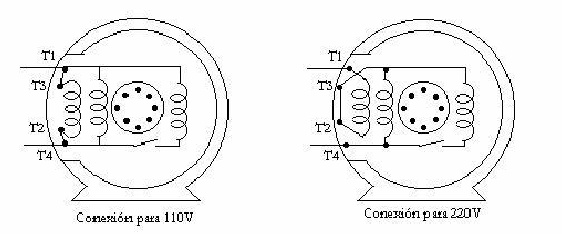 T1
T3
T2
T4
Conexión para 110V
T1
T3
T2
T4
Conexión para 220V